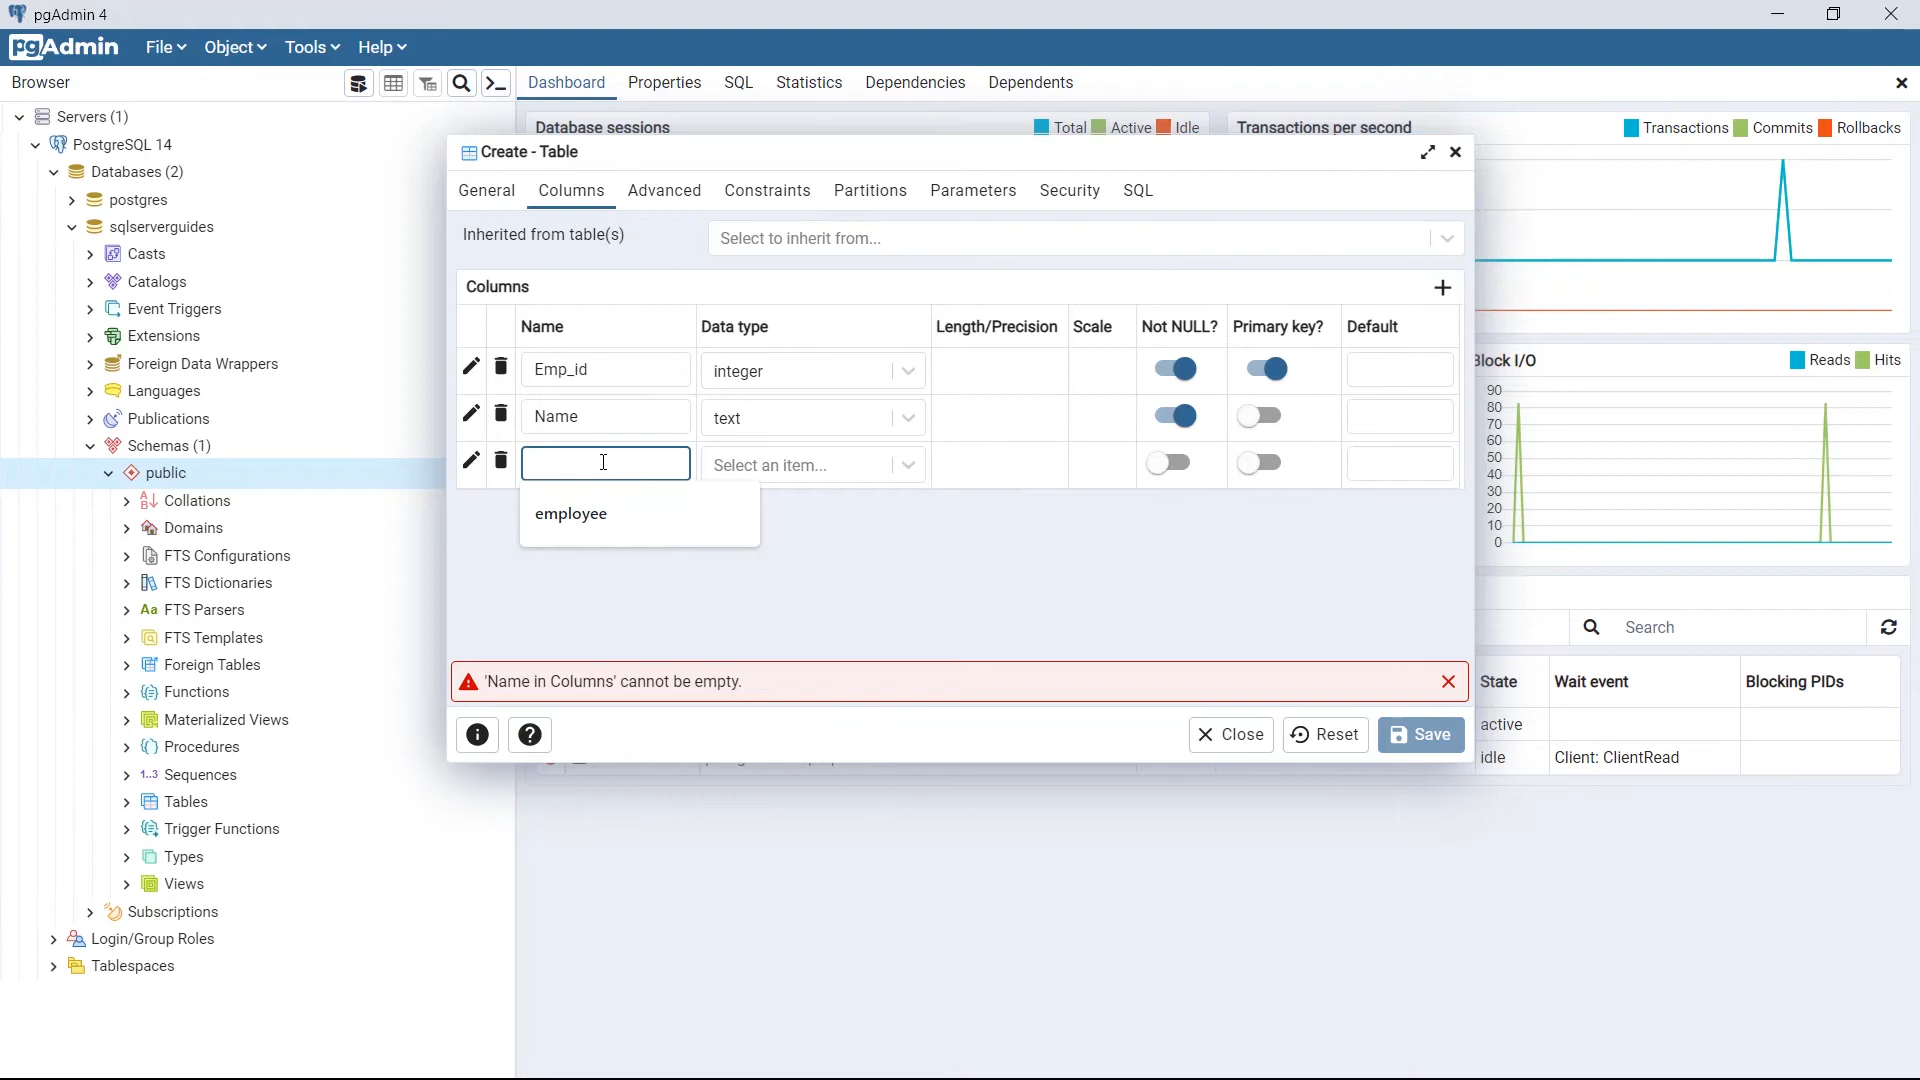 pgAdmin 4
pgAdmin File Object Tools Help
Browser
Dashboard Properties SQL Statistics Dependencies Dependents
Servers (1)
PostgreSQL 14
Databases (2)
postgres
sqlserverguides
Casts
Catalogs
Event Triggers
Extensions
Foreign Data Wrappers
Languages
Publications
Schemas (1)
public
Collations
Domains
FTS Configurations
FTS Dictionaries
Aa FTS Parsers
FTS Templates
Foreign Tables
Functions
Materialized Views
Procedures
1..3 Sequences
Tables
Trigger Functions
Types
Views
Subscriptions
Login/Group Roles
Tablespaces
Database sessions Total Active Idle
Transactions per second Transactions Commits Rollbacks
Create - Table
General Columns Advanced Constraints Partitions Parameters Security SQL
Inherited from table(s) Select to inherit from...
Columns
Name Data type Length/Precision Scale Not NULL? Primary key? Default
Emp_id integer
Name text
Select an item...
employee
'Name in Columns' cannot be empty.
Close Reset Save
Block I/O Reads Hits
90
80
70
60
50
40
30
20
10
0
Search
State Wait event Blocking PIDs
active
idle Client: ClientRead